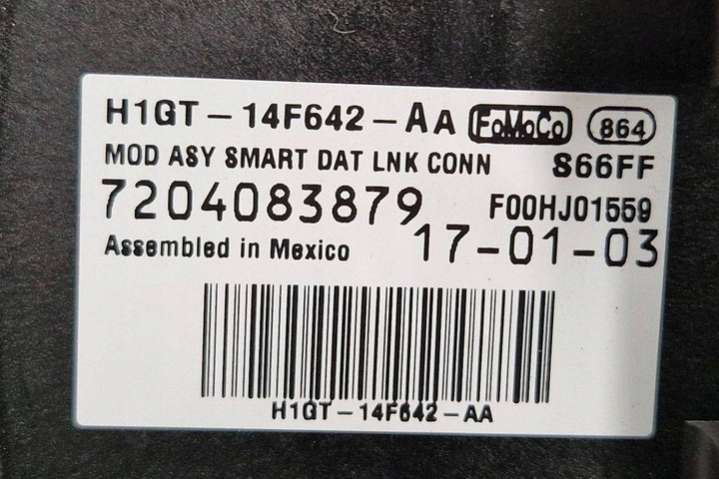 H1GT-14F642-AA FoMoCo 864
MOD ASY SMART DAT LNK CONN S66FF
7204083879 F00HJ01559
Assembled in Mexico 17-01-03
H1GT-14F642-AA